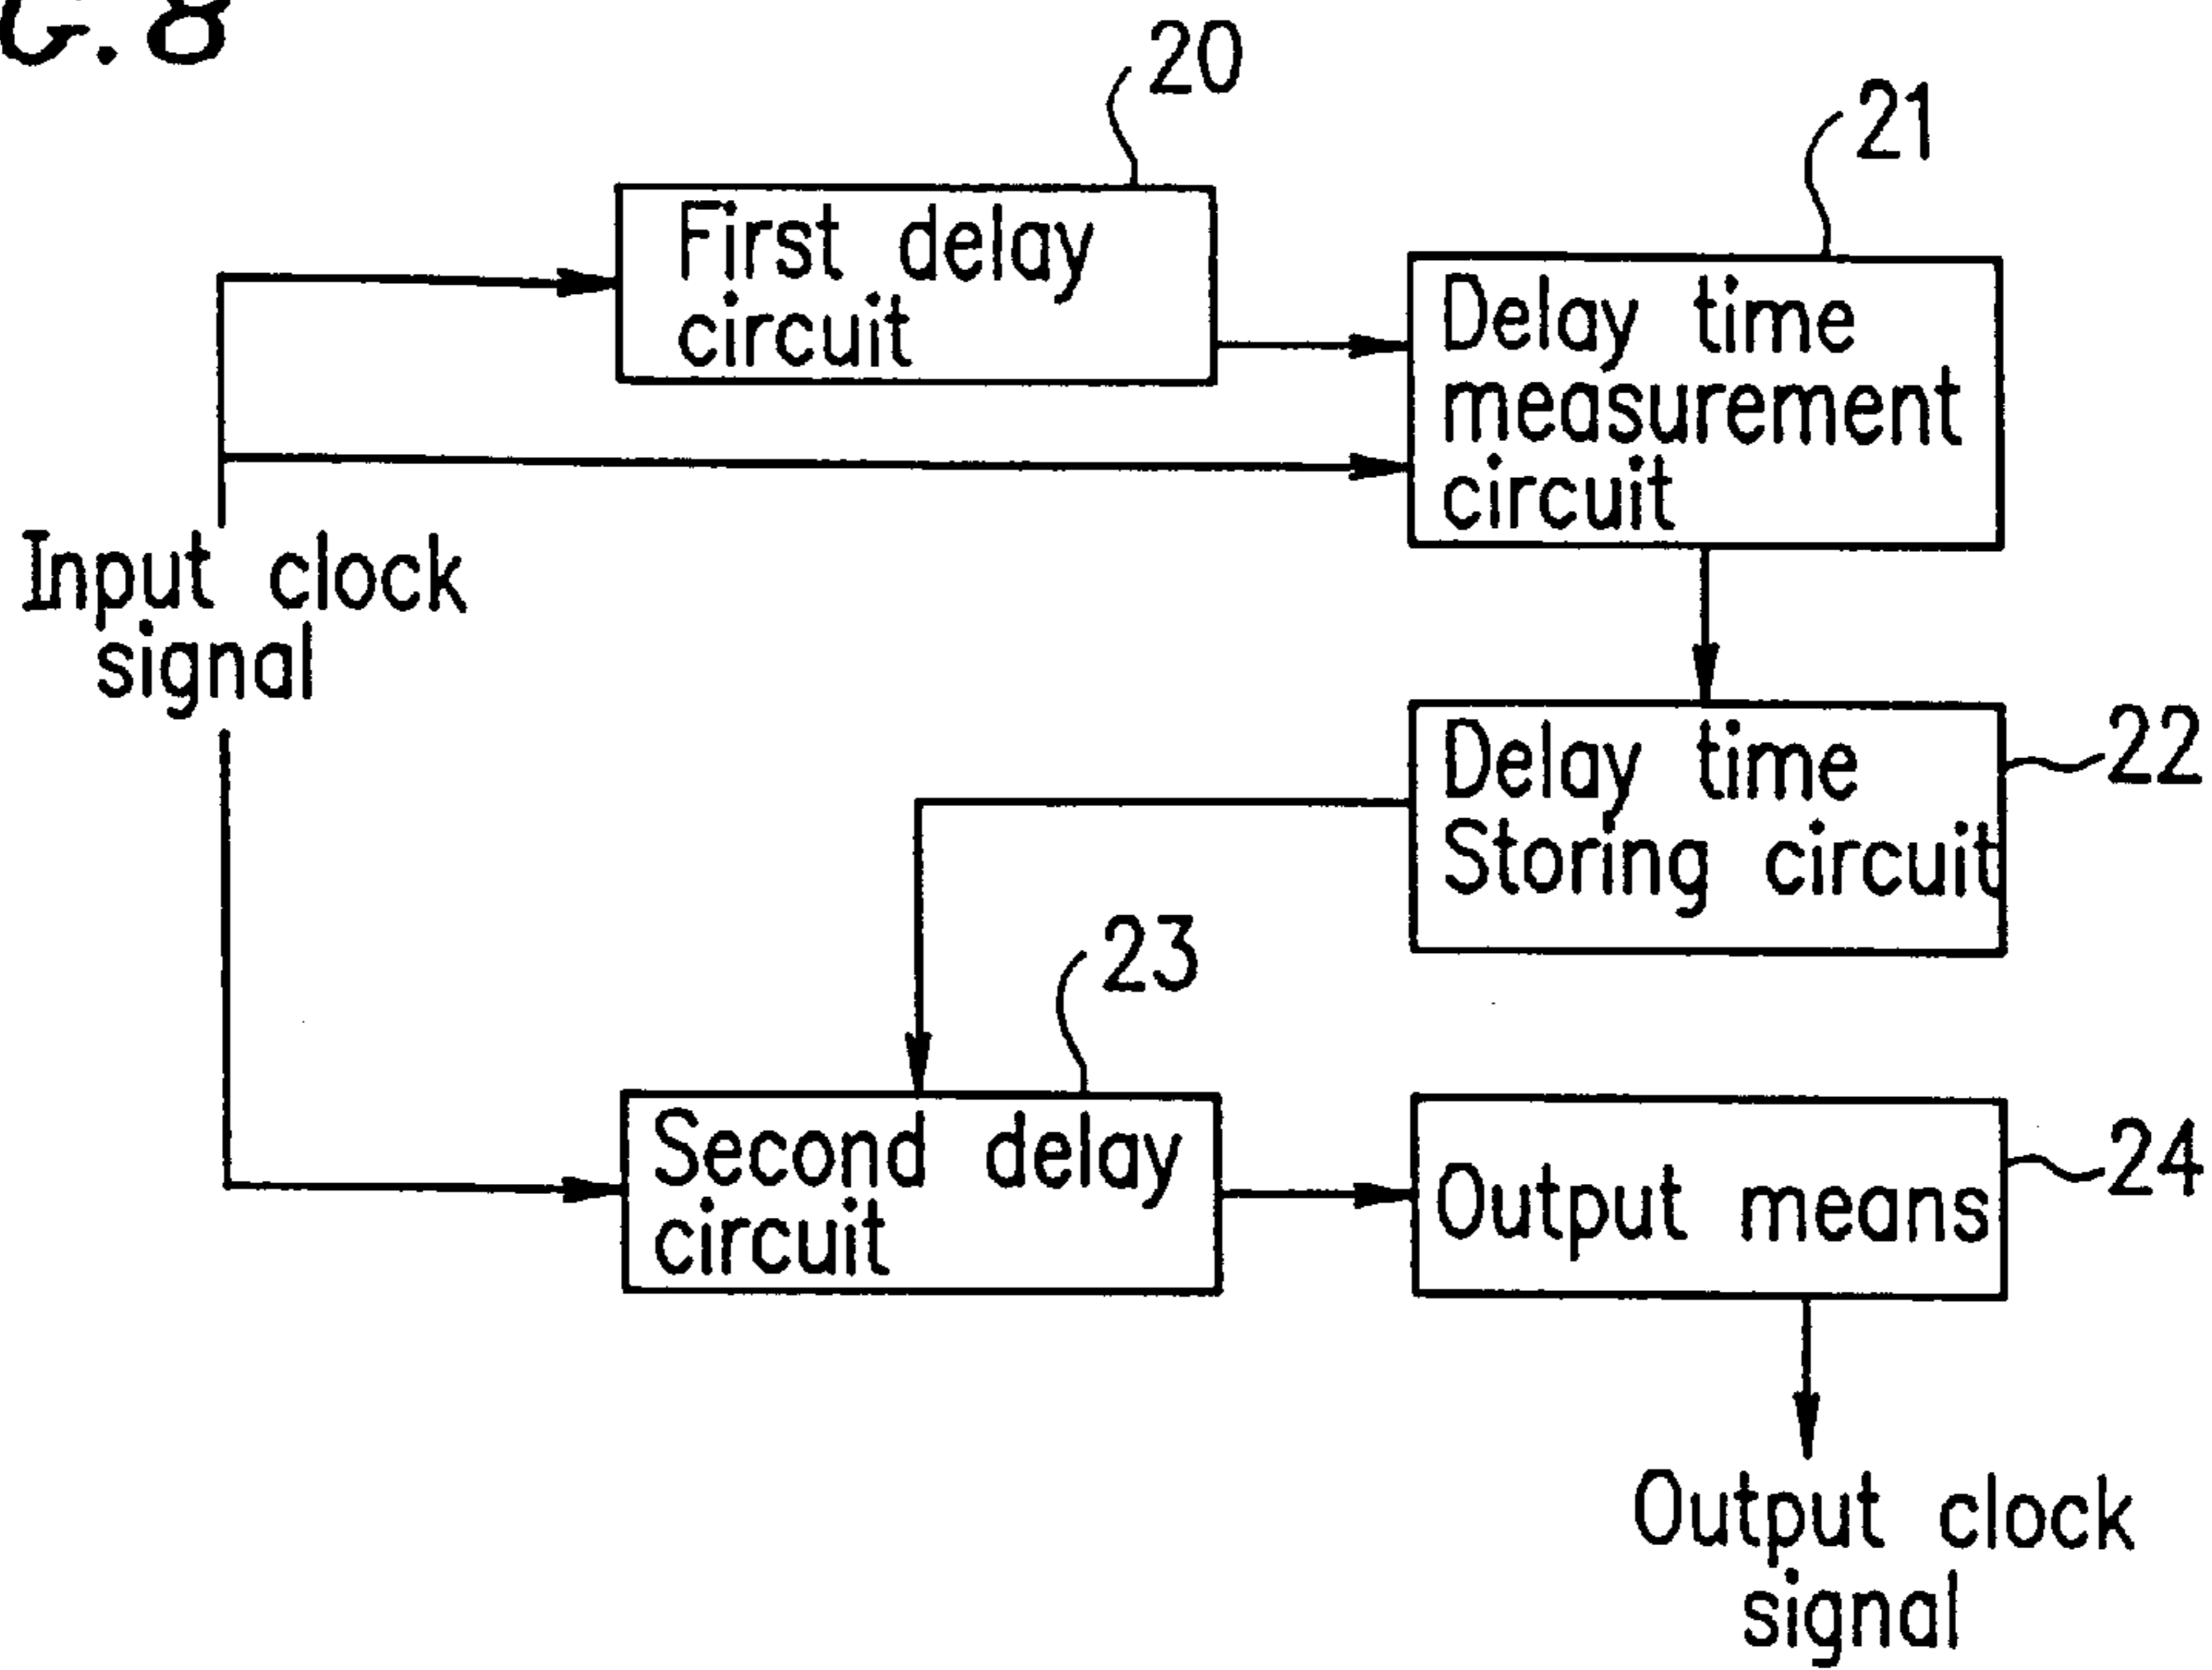 G.8
20
21
First delay
circuit
Delay time
measurement
circuit
Input clock
signal
Delay time
Storing circuit
22
23
Second delay
circuit
Output means
24
Output clock
signal